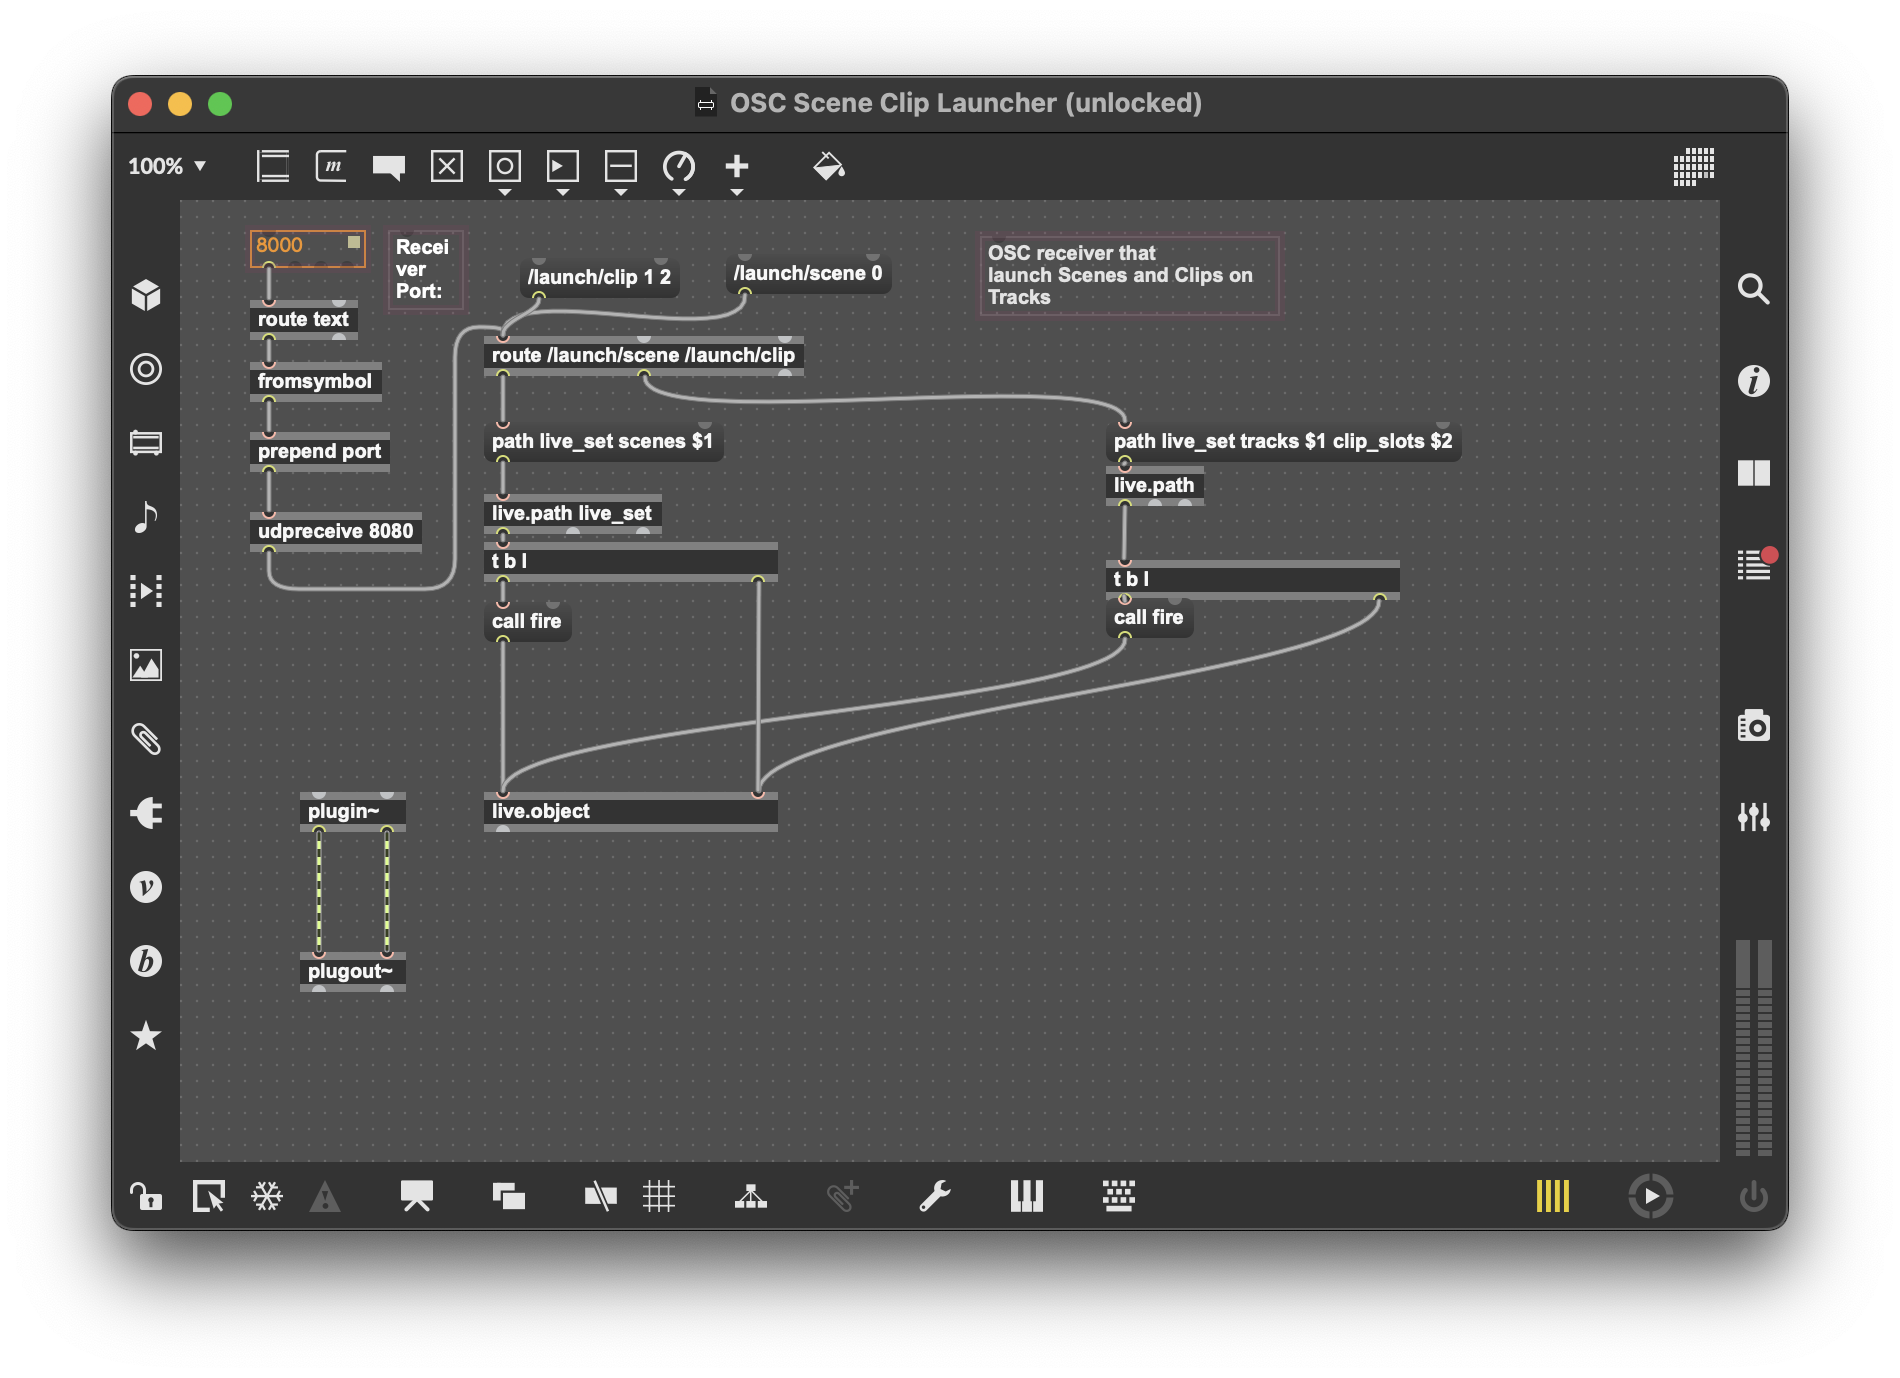 OSC Scene Clip Launcher (unlocked)
100%
m
8000
Recei
ver
Port:
/launch/clip 1 2
/launch/scene 0
OSC receiver that
launch Scenes and Clips on
Tracks
route text
route /launch/scene /launch/clip
fromsymbol
path live_set scenes $1
path live_set tracks $1 clip_slots $2
prepend port
live.path
live.path live_set
udpreceive 8080
t b l
t b l
call fire
call fire
plugin~
live.object
plugout~
i
v
b